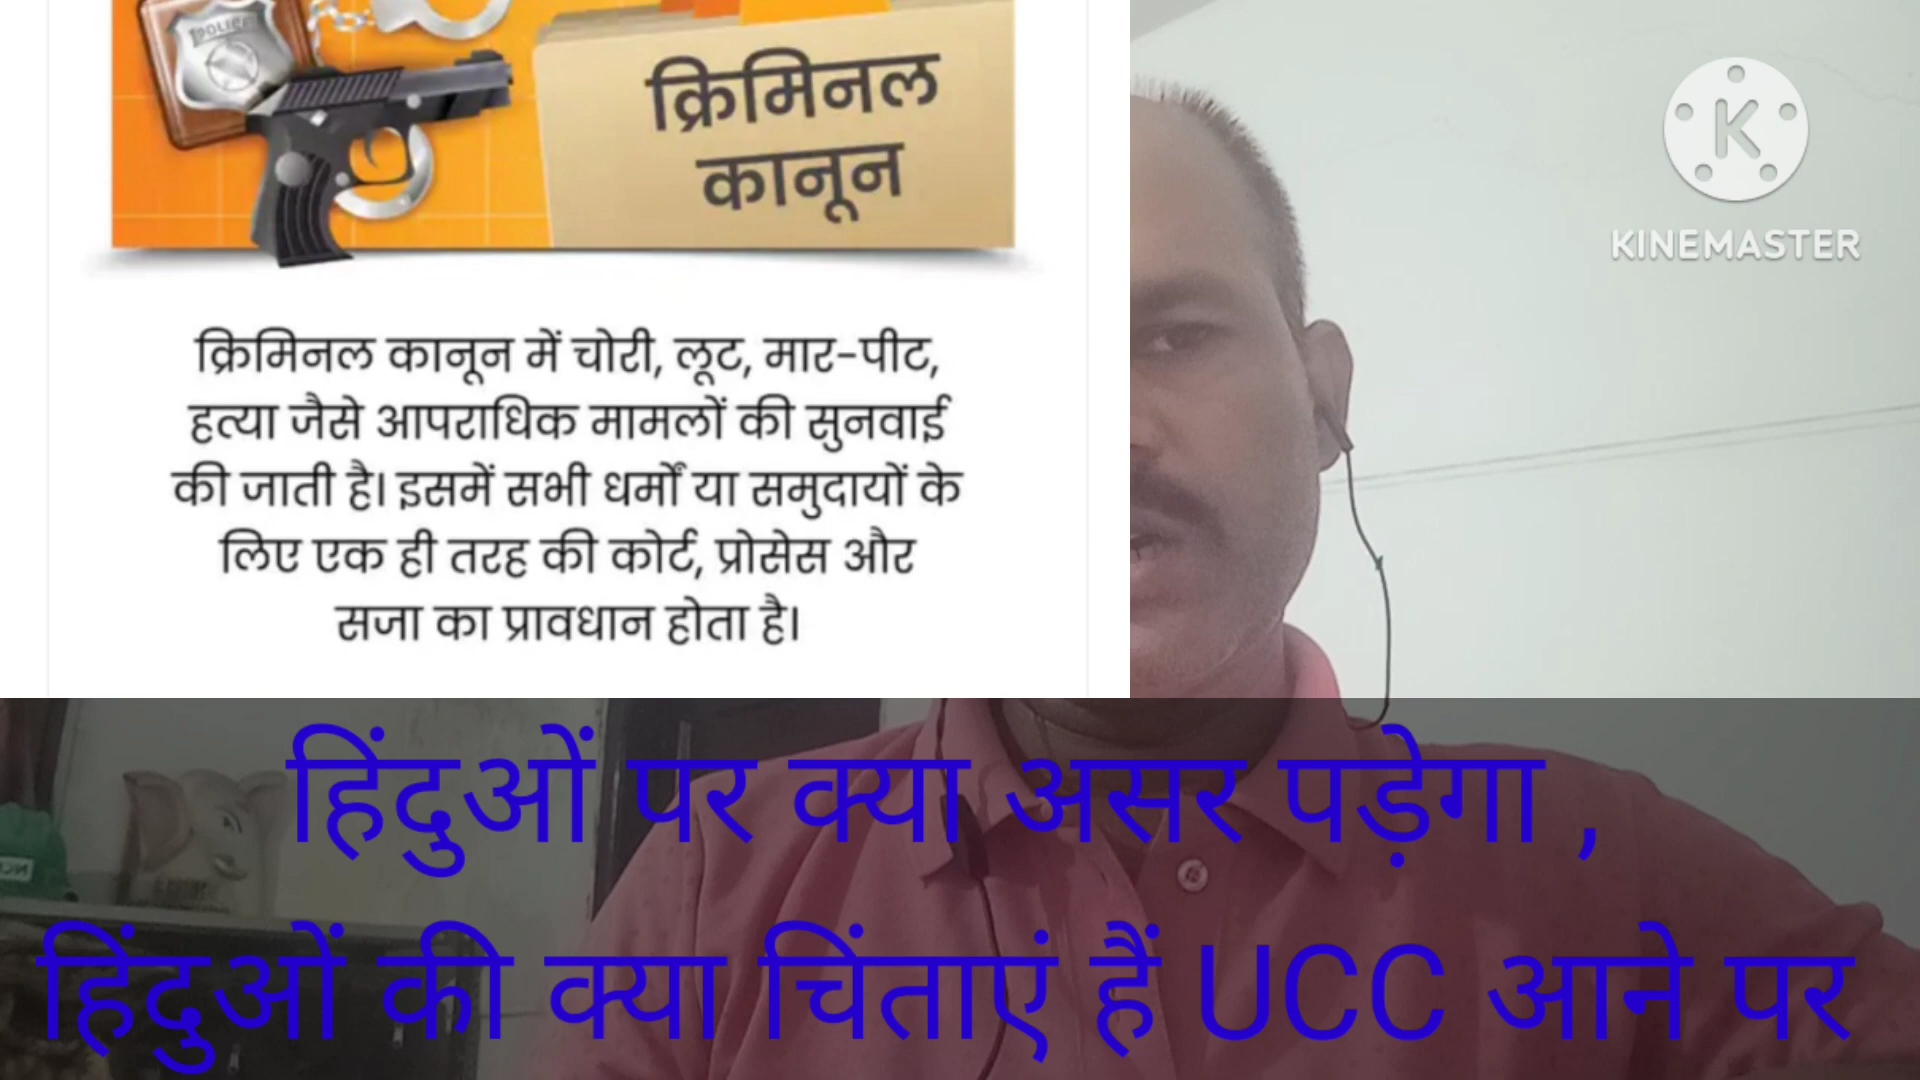 POLICE
क्रिमिनल
कानून
क्रिमिनल कानून में चोरी, लूट, मार-पीट,
हत्या जैसे आपराधिक मामलों की सुनवाई
की जाती है। इसमें सभी धर्मों या समुदायों के
लिए एक ही तरह की कोर्ट, प्रोसेस और
सजा का प्रावधान होता है।
K
KINEMASTER
हिंदुओं पर क्या असर पड़ेगा ,
हिंदुओं की क्या चिंताएं हैं UCC आने पर